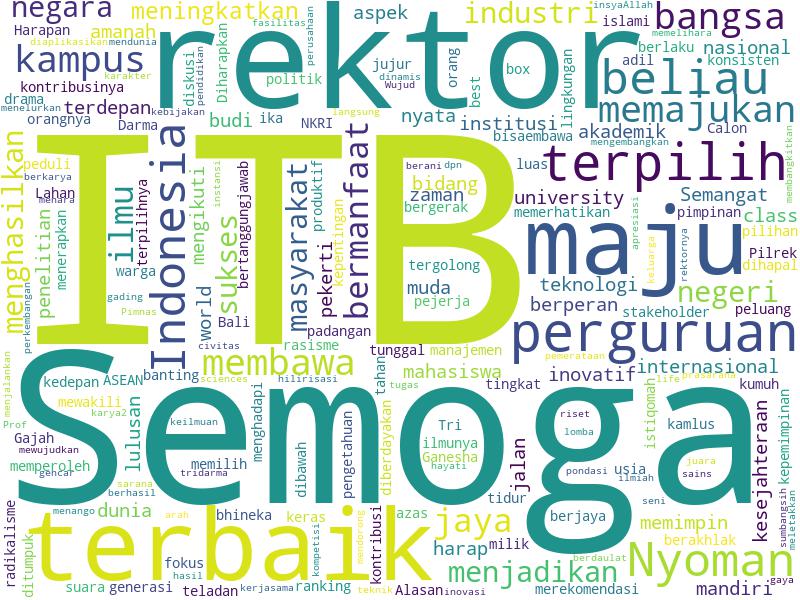 negara
meningkatkan
aspek
industri
insyaAllah
bangsa
Harapan
amanah
fasilitas
islami
diaplikasikan
mendunia
rektor
memelihara
kampus
jujur
orang
berlaku
nasional
diskusi
pendidikan
Diharapkan
politik
perusahaan
dinamis
Wujud
box
best
lingkungan
adil
konsisten
karakter
kontribusinya
beliau
drama
terdepan
menelurkan
kebijakan
langsung
memajukan
orangnya
Darma
budi
ika
NKRI
nyata
institusi
akademik
Calon
bisaembawa
mengembangkan
ITB
menghasilkan
peduli
berkarya
Indonesia
instansi
bertanggungjawab
masyarakat
produktif
bermanfaat
berani
dpn
luas
terpilih
membangkitkan
Lahan
menara
ilmu
terpilihnya
mengikuti
bidang
zaman
university
Semangat
penelitian
menerapkan
sukses
pekerti
kepentingan
bergerak
memerhatikan
apresiasi
pimpinan
class
pilihan
warga
maju
keluarga
rektornya
Pilrek
dihapal
tergolong
teknologi
negeri
gading
Pimnas
world
muda
pejerja
berperan
stakeholder
peluang
perkembangan
Bali
padangan
perguruan
civitas
rasisme
tunggal
manajemen
membawa
pemerataan
internasional
menjalankan
kedepan
ASEAN
banting
sciences
hilirisasi
tahan
mahasiswa
inovatif
life
prasarana
Semoga
tingkat
kumuh
mewakili
karya2
tugas
Prof
Gajah
lulusan
keilmuan
menghadapi
Tri
riset
lomba
istiqomah
kamlus
kesejahteraan
kepemimpinan
mewujudkan
memperoleh
memilih
dibawah
pengetahuan
diberdayakan
ilmunya
Ganesha
hayati
jalan
pondasi
usia
ilmiah
juara
sains
gencar
sarana
tridarma
berhasil
tidur
seni
sumbangsih
meletakkan
radikalisme
menango
dunia
arah
bhineka
keras
kompetisi
mendorong
kontribusi
azas
jaya
berjaya
memimpin
ditumpuk
terbaik
harap
milik
berakhlak
Nyoman
fokus
hasil
menjadikan
berdaulat
suara
generasi
teladan
kerjasama
ranking
teknik
Alasan
inovasi
merekomendasi
mandiri
gaya